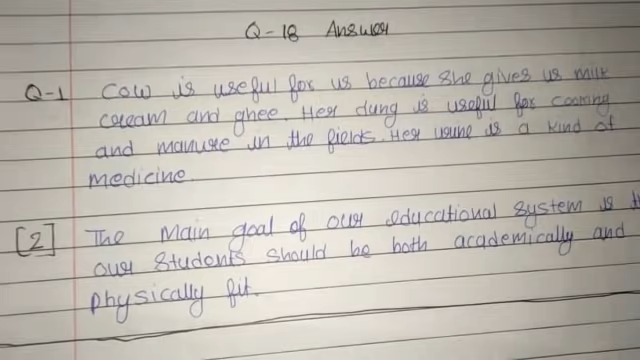 Q-18 Answer
Q-1 Cow is useful for us because she gives us milk
cream and ghee. Her dung is useful for cooking
and manure in the fields. Her urine is a kind of
medicine.
[2] The main goal of our educational system is
our students should be both academically and
physically fit.